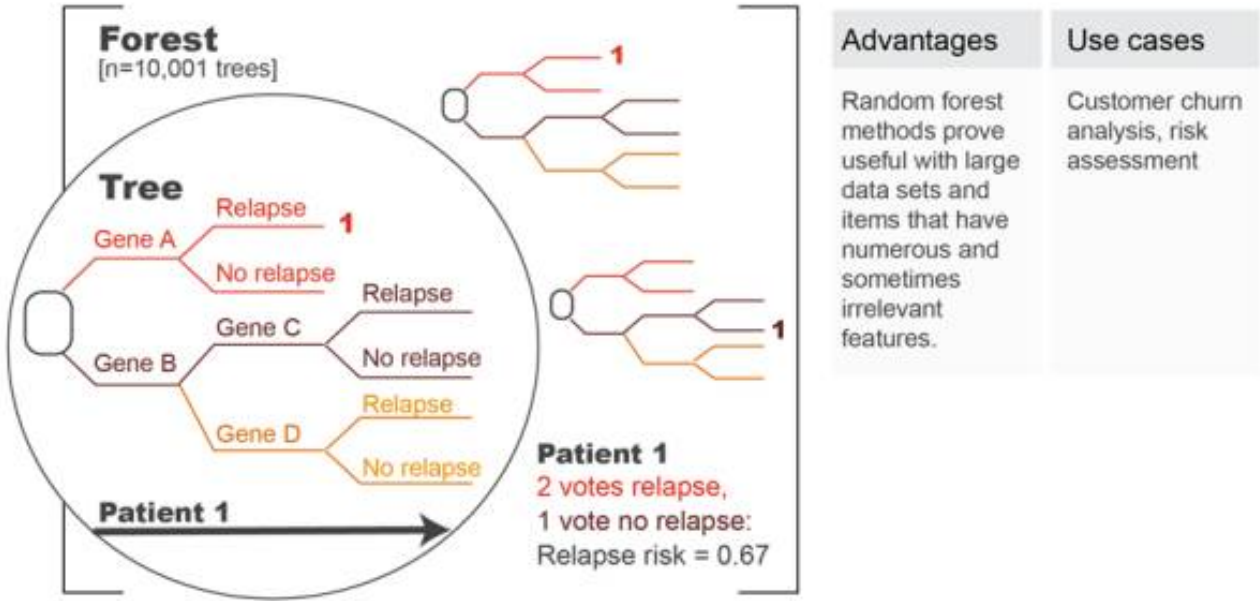 Forest
[n=10,001 trees]
1
Tree
Relapse
1
Gene A
No relapse
Relapse
Gene C
No relapse
Gene B
Relapse
Gene D
No relapse
Patient 1
1
Patient 1
2 votes relapse,
1 vote no relapse:
Relapse risk = 0.67
Advantages
Random forest
methods prove
useful with large
data sets and
items that have
numerous and
sometimes
irrelevant
features.
Use cases
Customer churn
analysis, risk
assessment